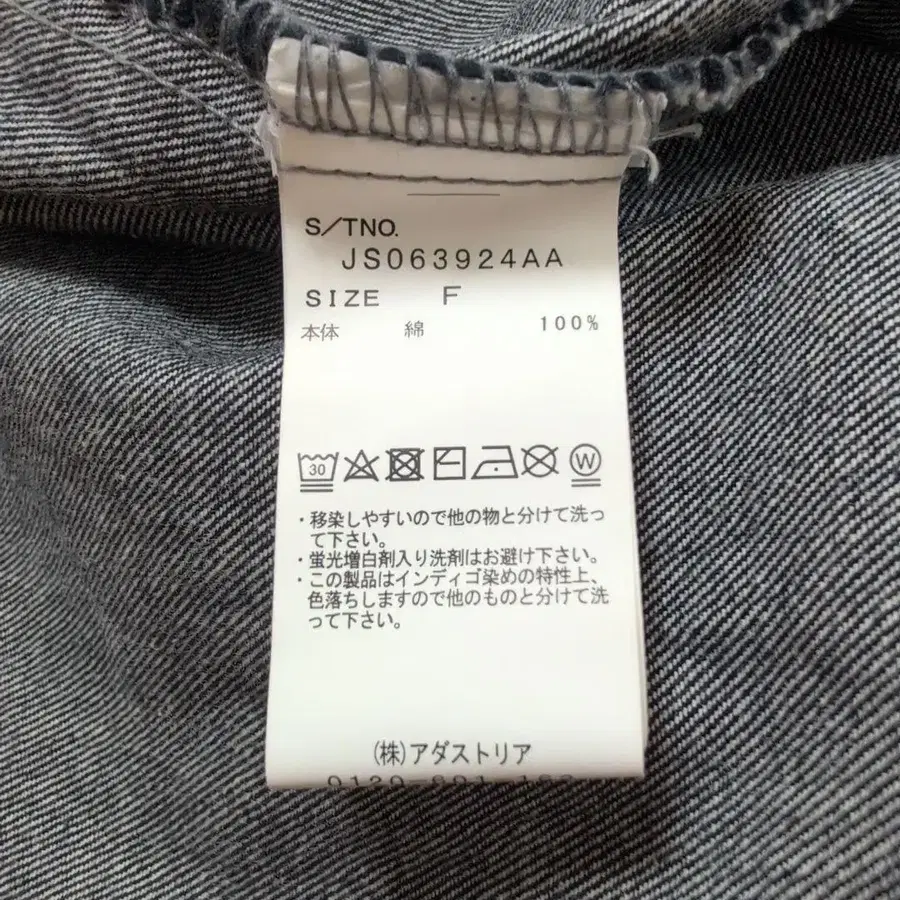 S/TNO.
JS063924AA
SIZE F
本体 綿 100%
30 W
・移染しやすいので他の物と分けて洗っ
て下さい。
・蛍光増白剤入り洗剤はお避け下さい。
・この製品はインディゴ染めの特性上、
色落ちしますので他のものと分けて洗
って下さい。
(株)アダストリア